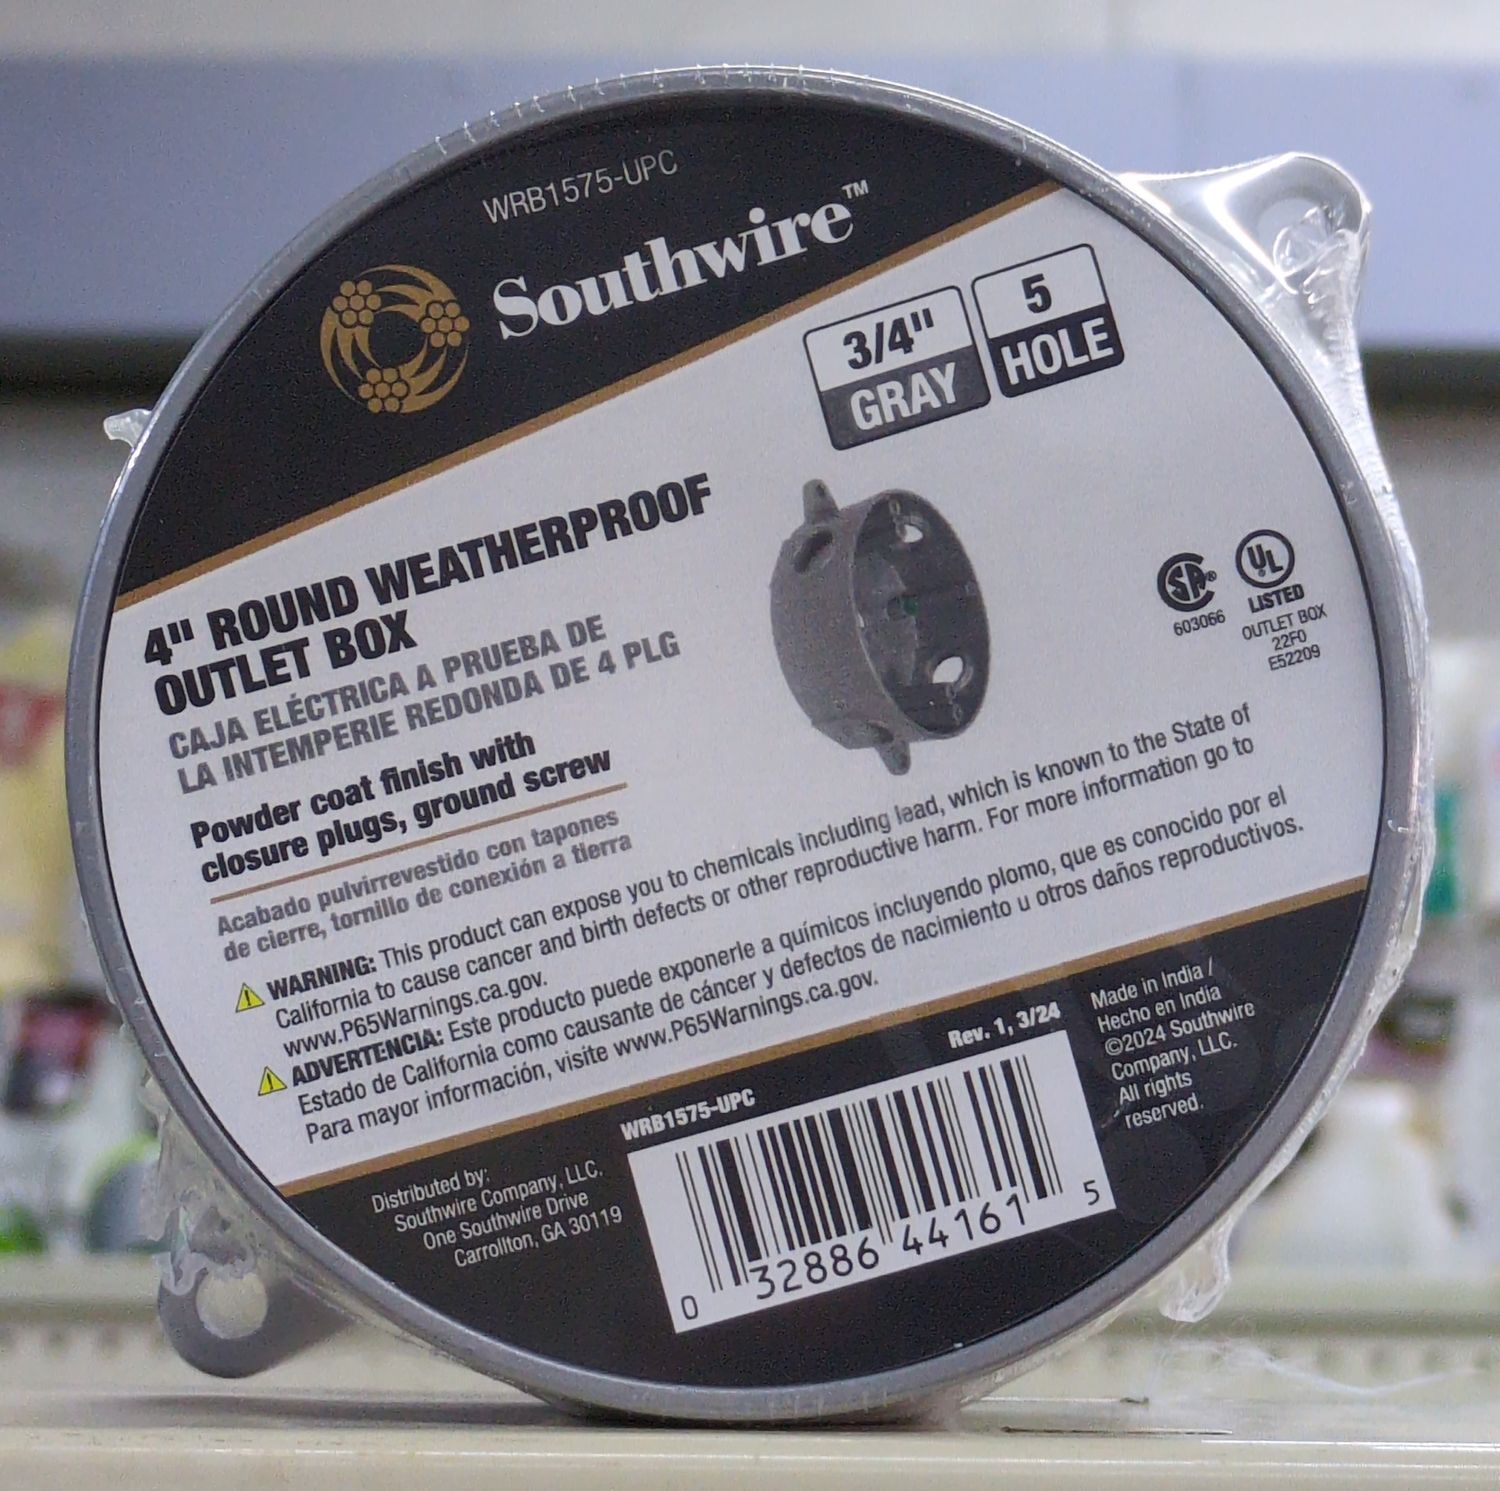 WRB1575-UPC
Southwire™
3/4"
GRAY
5
HOLE
4" ROUND WEATHERPROOF
OUTLET BOX
CAJA ELÉCTRICA A PRUEBA DE
LA INTEMPERIE REDONDA DE 4 PLG
Powder coat finish with
closure plugs, ground screw
Acabado pulvirrevestido con tapones
de cierre, tornillo de conexión a tierra
SA®
603066
UL
LISTED
OUTLET BOX
22F0
E52209
WARNING: This product can expose you to chemicals including lead, which is known to the State of
California to cause cancer and birth defects or other reproductive harm. For more information go to
www.P65Warnings.ca.gov.
ADVERTENCIA: Este producto puede exponerle a químicos incluyendo plomo, que es conocido por el
Estado de California como causante de cáncer y defectos de nacimiento u otros daños reproductivos.
Para mayor información, visite www.P65Warnings.ca.gov.
Distributed by:
Southwire Company, LLC.
One Southwire Drive
Carrollton, GA 30119
WRB1575-UPC
Rev. 1, 3/24
0 32886 44161 5
Made in India /
Hecho en India
©2024 Southwire
Company, LLC.
All rights
reserved.